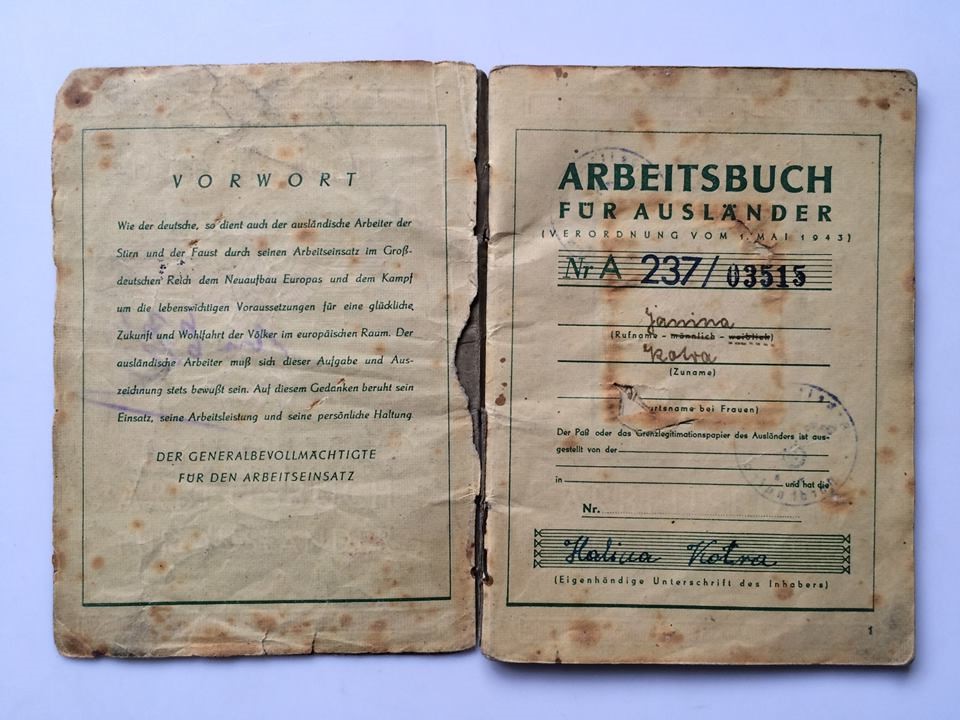 VORWORT
Wie der deutsche, so dient auch der ausländische Arbeiter der
Stirn und der Faust durch seinen Arbeitseinsatz im Groß-
deutschen Reich dem Neuaufbau Europas und dem Kampf
um die lebenswichtigen Voraussetzungen für eine glückliche
Zukunft und Wohlfahrt der Völker im europäischen Raum. Der
ausländische Arbeiter muß sich dieser Aufgabe und Aus-
zeichnung stets bewußt sein. Auf diesem Gedanken beruht sein
Einsatz, seine Arbeitsleistung und seine persönliche Haltung
DER GENERALBEVOLLMÄCHTIGTE
FÜR DEN ARBEITSEINSATZ
ARBEITSBUCH
FÜR AUSLÄNDER
(VERORDNUNG VOM 1. MAI 1943)
Nr A 237/03515
Janina
(Rufname - männlich - weiblich)
Kotva
(Zuname)
urtsname bei Frauen)
Der Paß oder das Grenzlegitimationspapier des Ausländers ist aus-
gestellt von der
in und hat die
Nr.
Halina Kotra
(Eigenhändige Unterschrift des Inhabers)
1